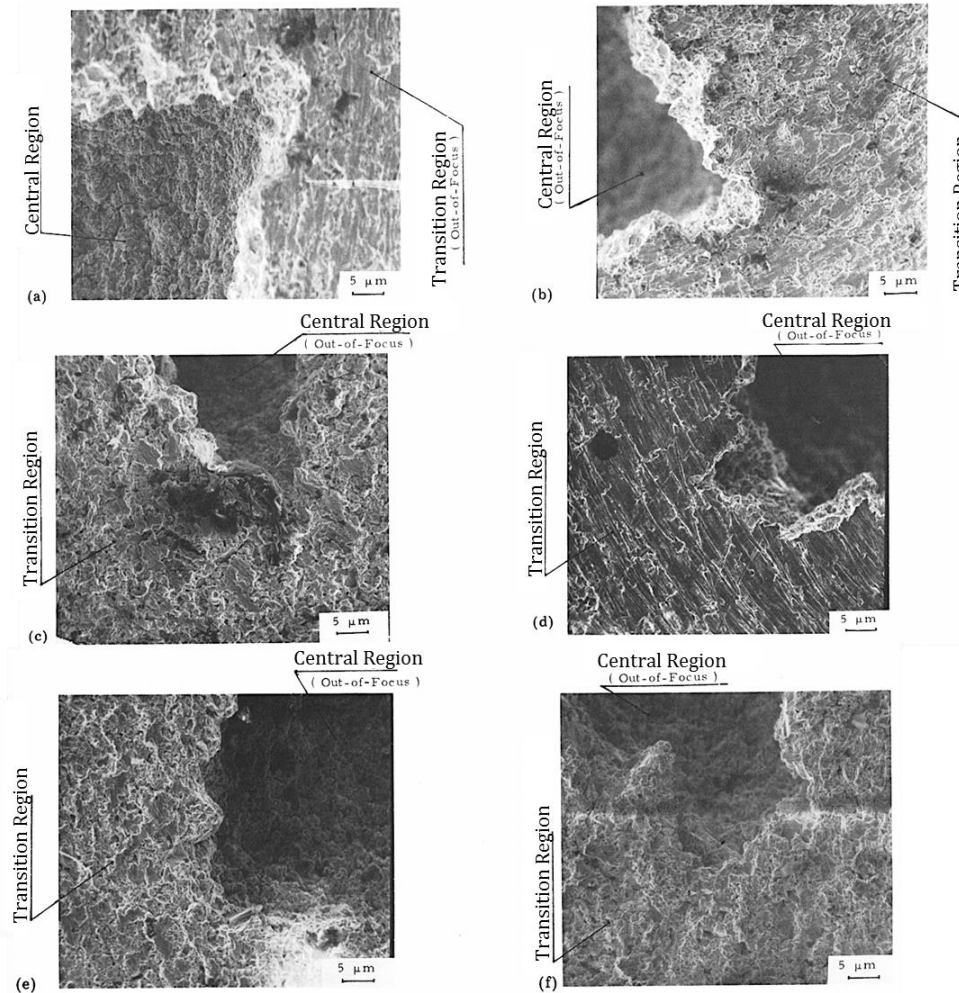 Central Region
Transition Region
( Out-of-Focus )
5 μm
(a)
Central Region
( Out-of-Focus )
Transition Region
5 μm
(b)
Central Region
( Out-of-Focus )
Transition Region
5 μm
(c)
Central Region
( Out-of-Focus )
Transition Region
5 μm
(d)
Central Region
( Out-of-Focus )
Transition Region
5 μm
(e)
Central Region
( Out-of-Focus )
Transition Region
5 μm
(f)